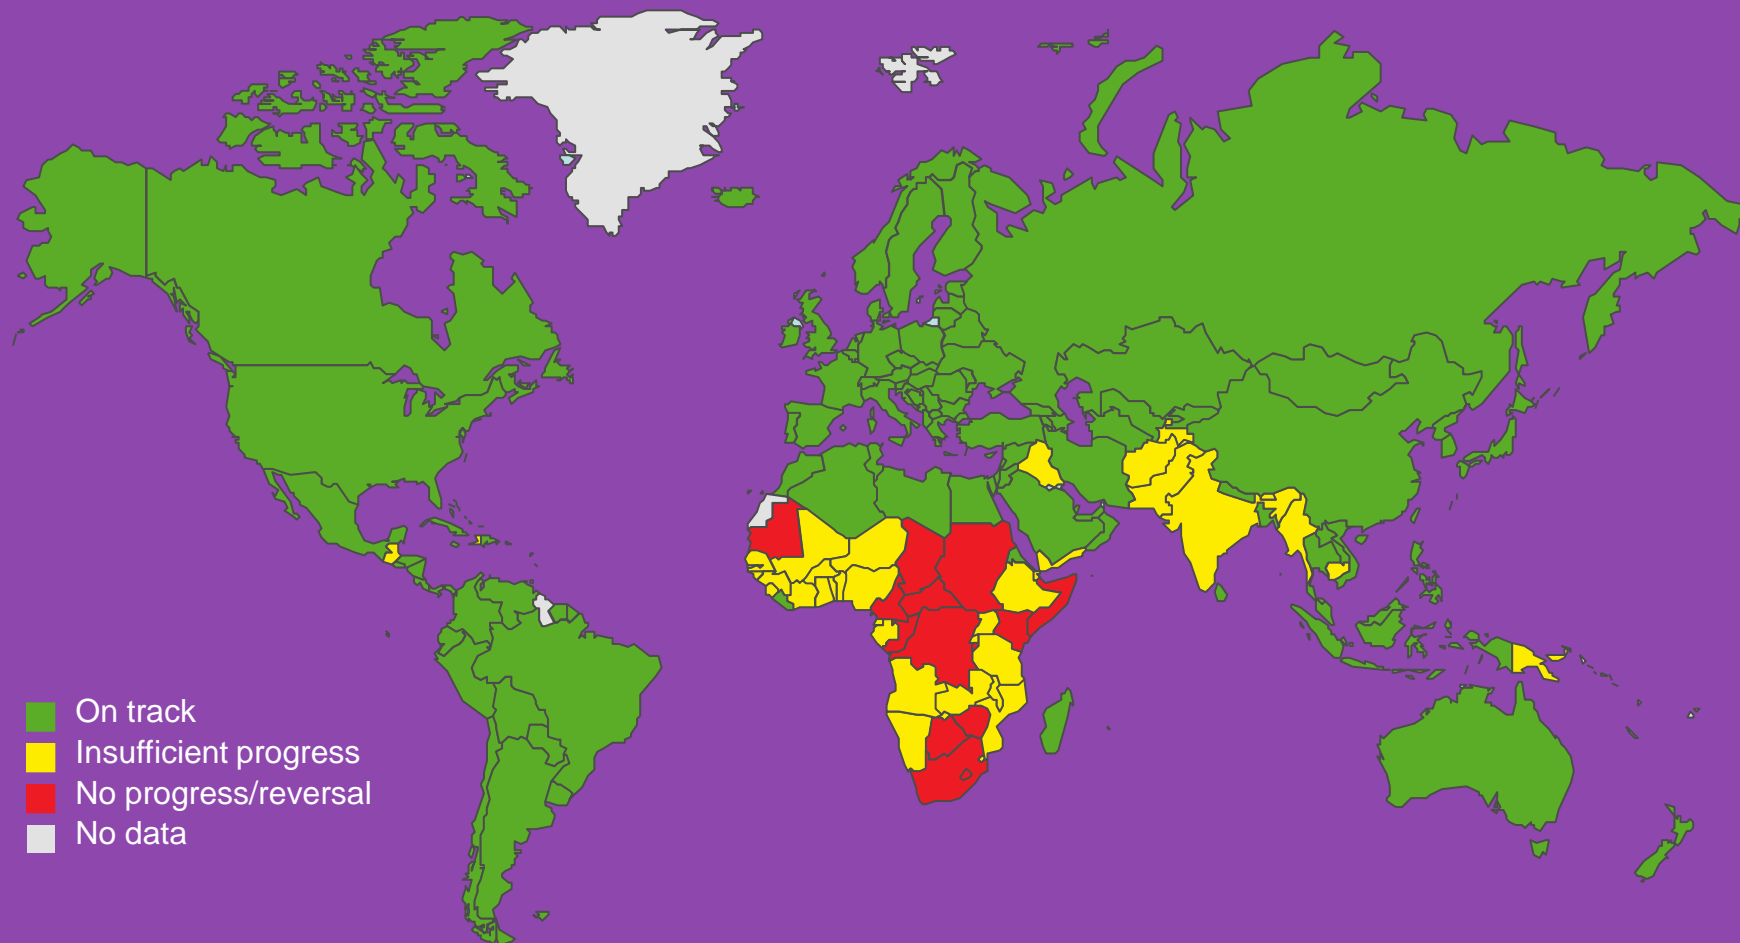 On track
Insufficient progress
No progress/reversal
No data